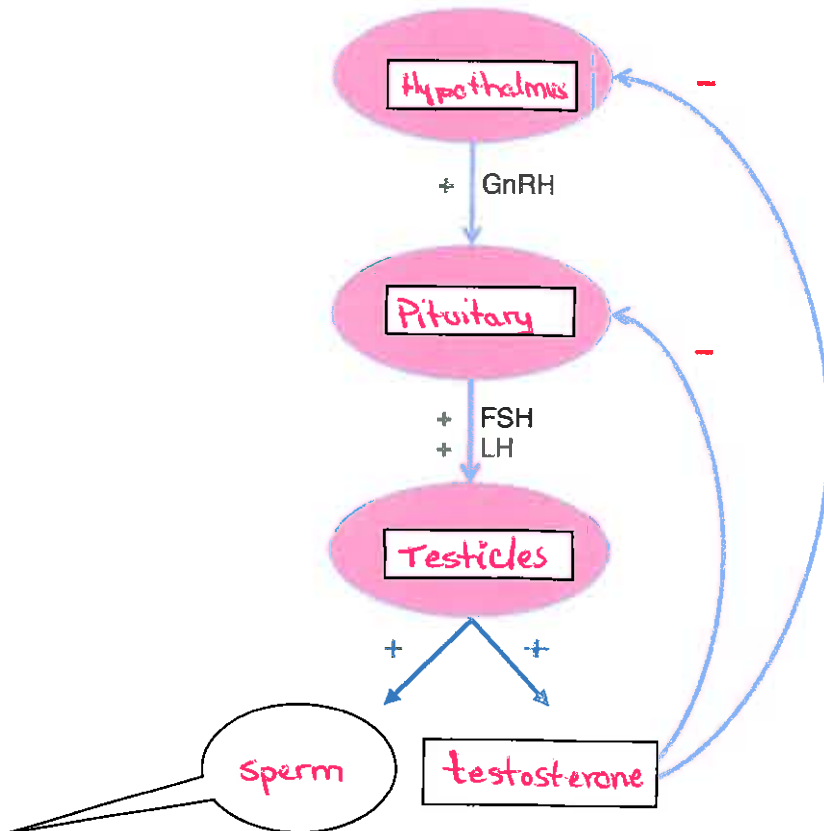 Hypothalmus
−
+ GnRH
Pituitary
−
+ FSH
+ LH
Testicles
+ +
sperm
testosterone